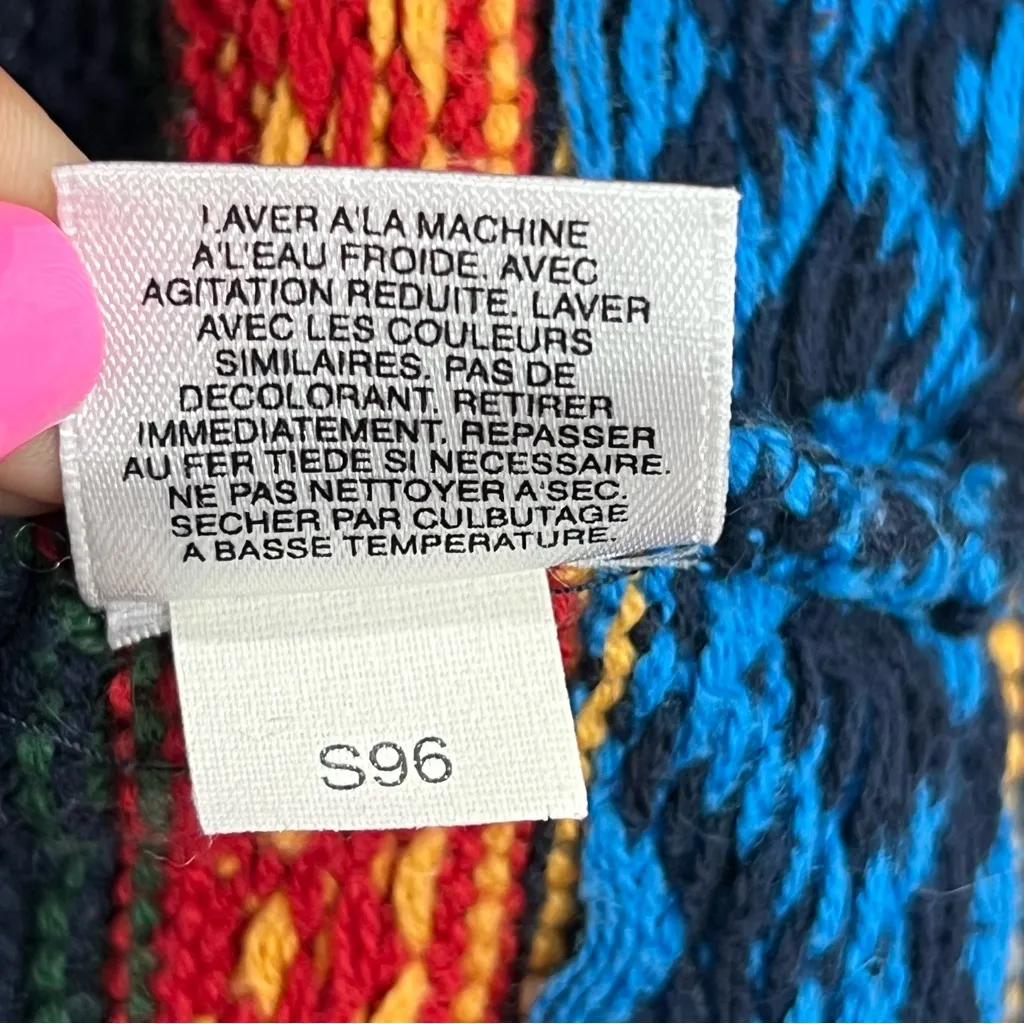 LAVER A'LA MACHINE
A'L'EAU FROIDE. AVEC
AGITATION REDUITE. LAVER
AVEC LES COULEURS
SIMILAIRES. PAS DE
DECOLORANT. RETIRER
IMMEDIATEMENT. REPASSER
AU FER TIEDE SI NECESSAIRE.
NE PAS NETTOYER A'SEC.
SECHER PAR CULBUTAGE
A BASSE TEMPERATURE.
S96